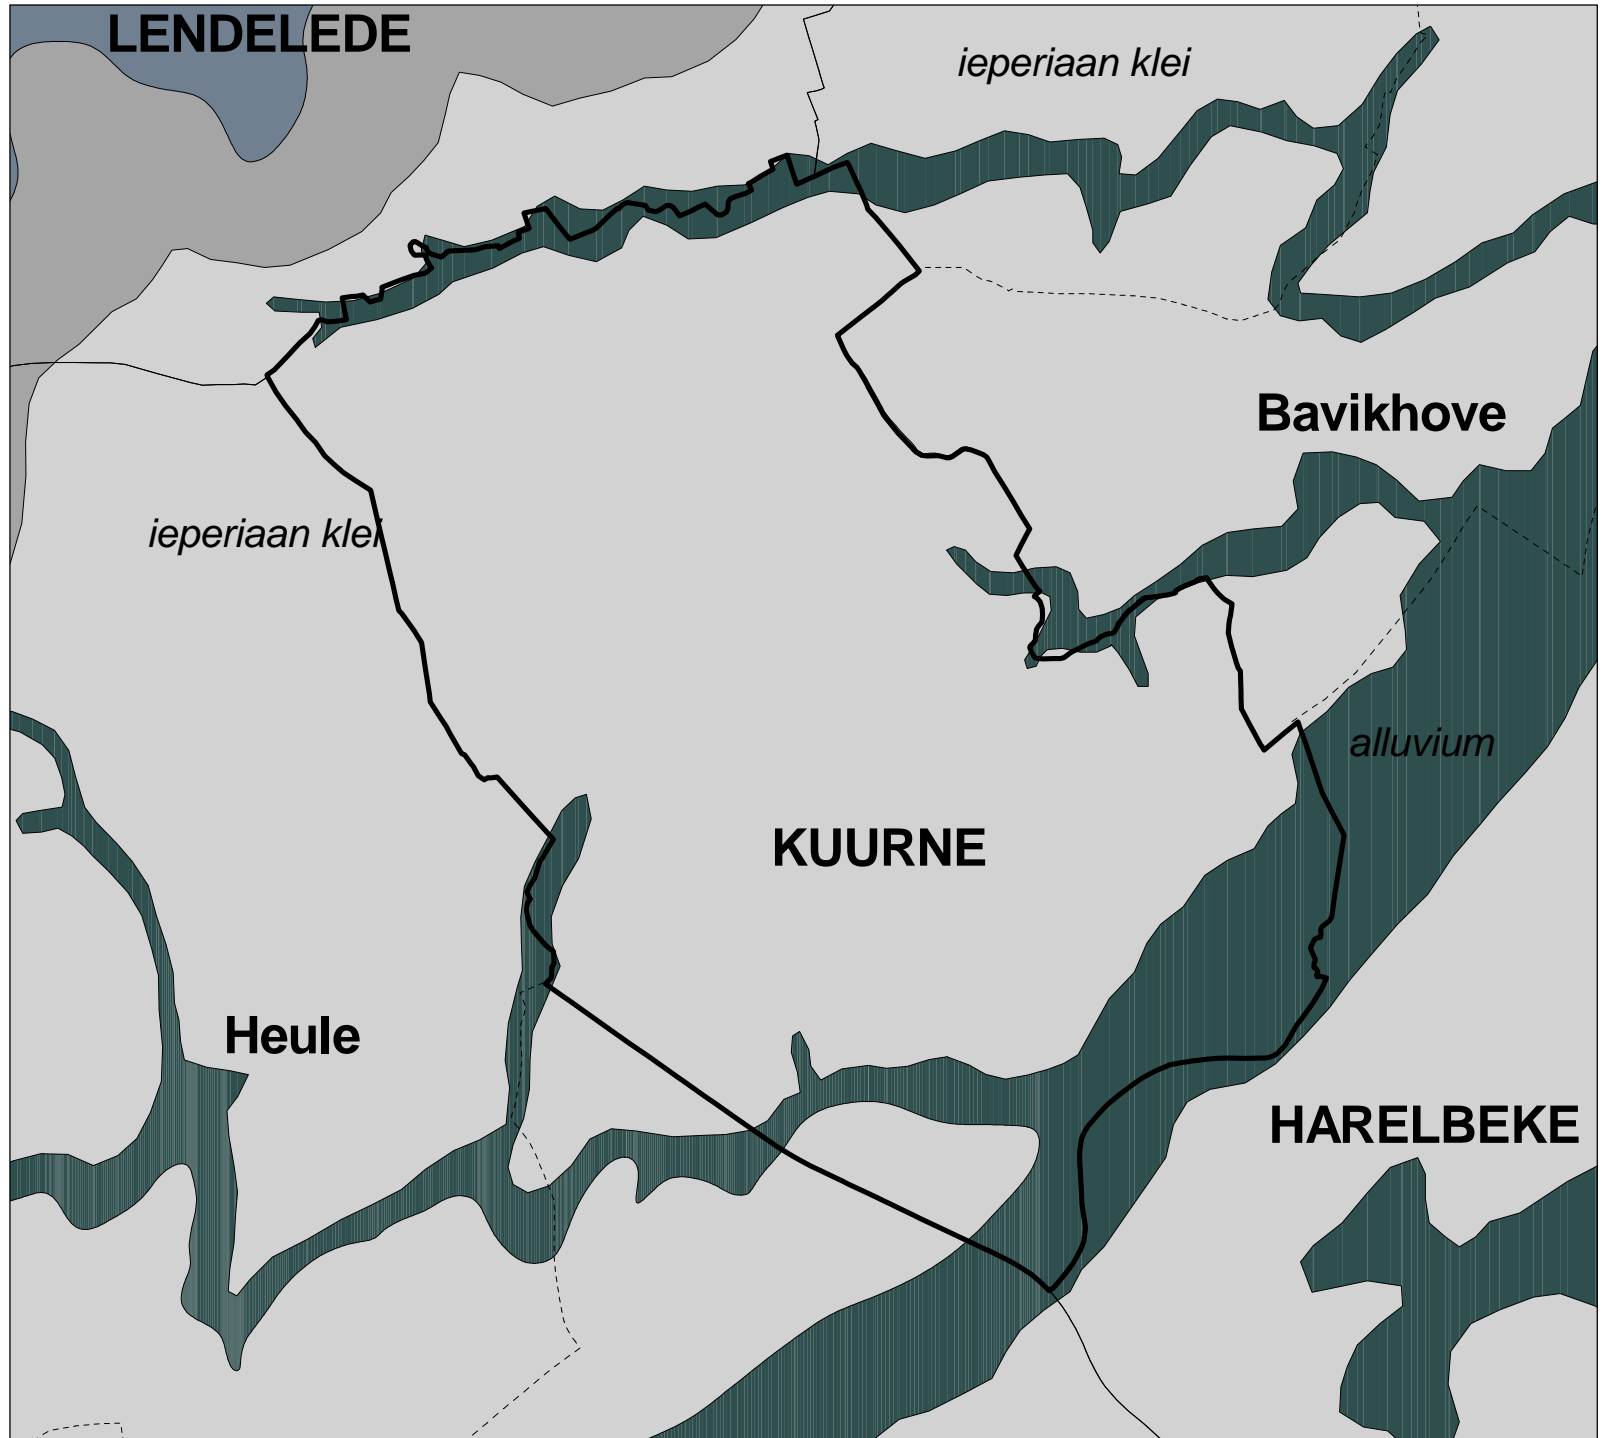 LENDELEDE
ieperiaan klei
Bavikhove
ieperiaan klei
alluvium
KUURNE
Heule
HARELBEKE